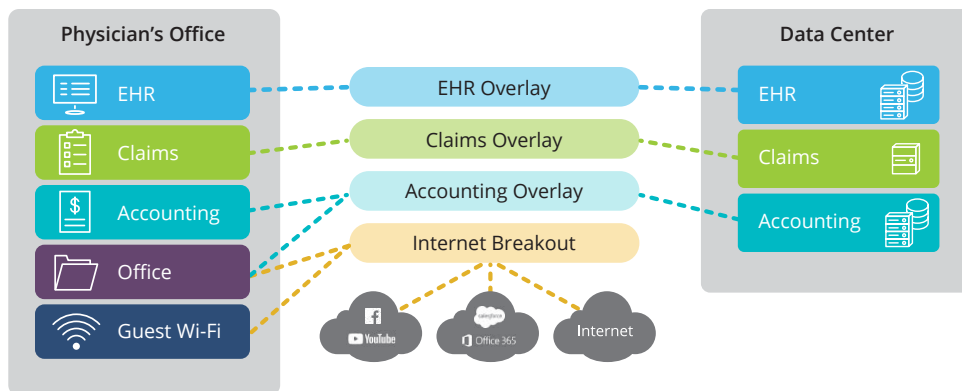 Physician’s Office
EHR
Claims
$
Accounting
Office
Guest Wi-Fi
EHR Overlay
Claims Overlay
Accounting Overlay
Internet Breakout
f
YouTube
salesforce
Office 365
Internet
Data Center
EHR
Claims
Accounting